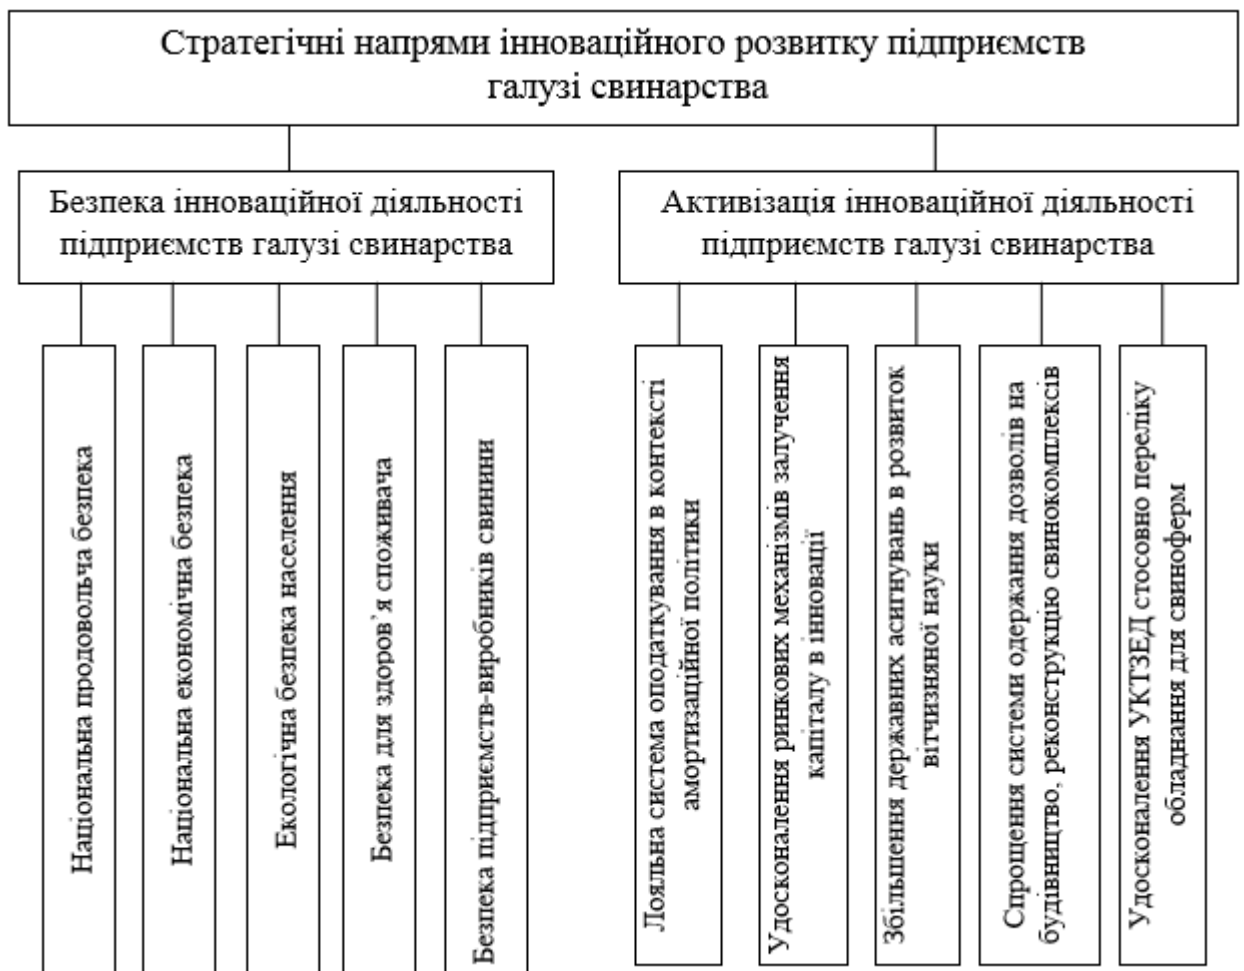 Стратегічні напрями інноваційного розвитку підприємств
галузі свинарства
Безпека інноваційної діяльності
підприємств галузі свинарства
Активізація інноваційної діяльності
підприємств галузі свинарства
Національна продовольча безпека
Національна економічна безпека
Екологічна безпека населення
Безпека для здоров'я споживача
Безпека підприємств-виробників свинини
Лояльна система оподаткування в контексті
амортизаційної політики
Удосконалення ринкових механізмів залучення
капіталу в інновації
Збільшення державних асигнувань в розвиток
вітчизняної науки
Спрощення системи одержання дозволів на
будівництво, реконструкцію свинокомплексів
Удосконалення УКТЗЕД стосовно переліку
обладнання для свиноферм